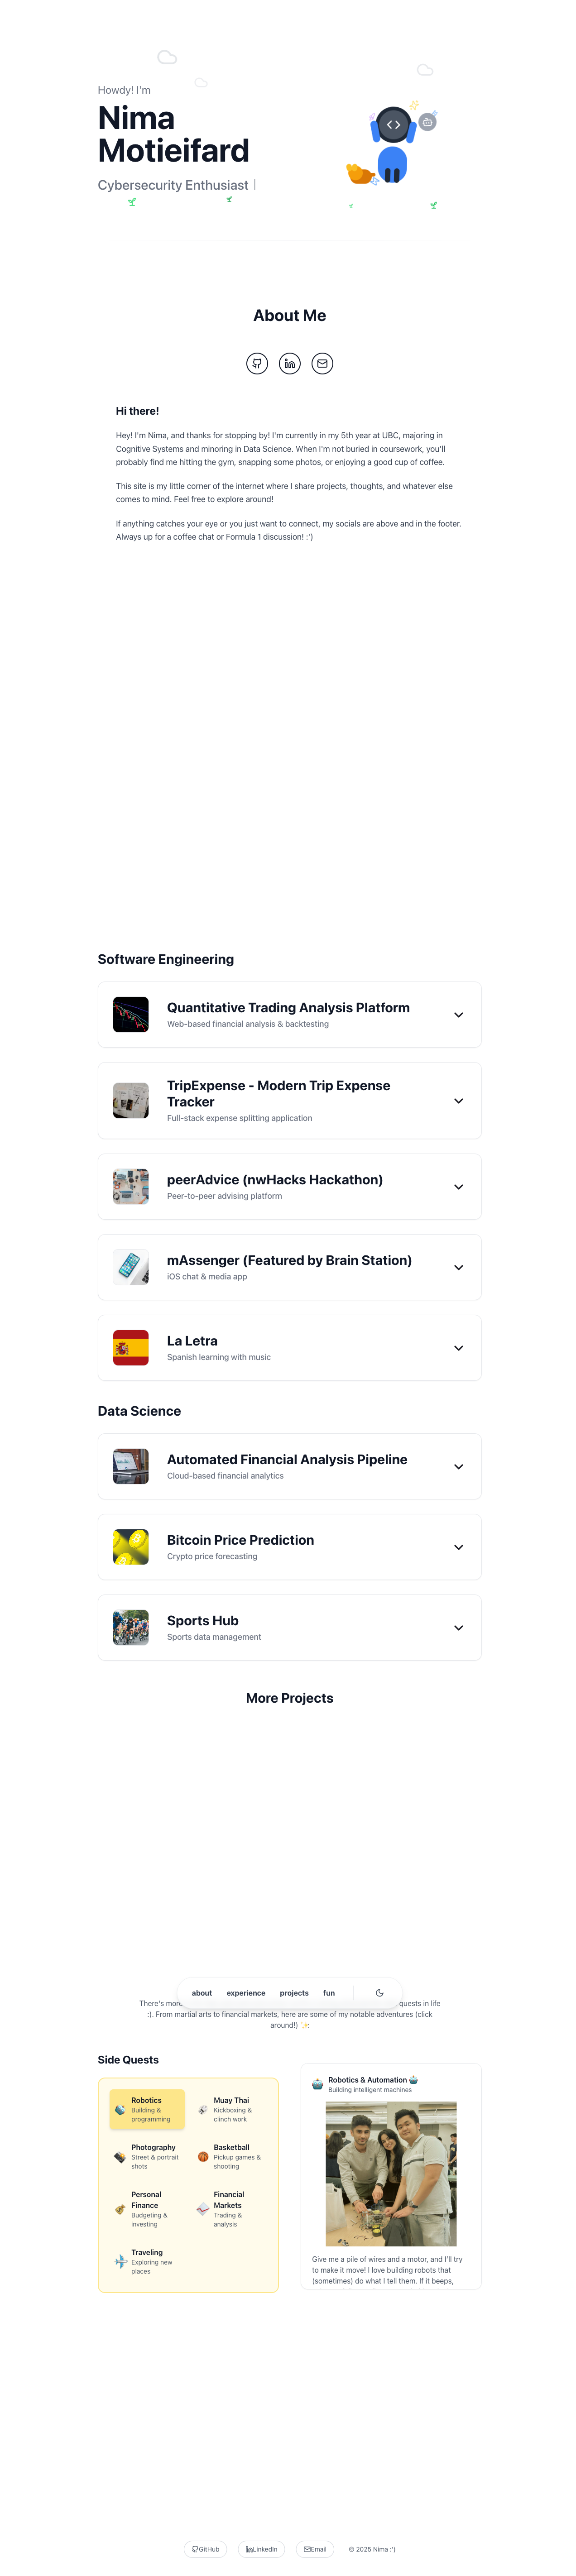 Howdy! I'm
Nima
Motieifard
Cybersecurity Enthusiast
About Me
Hi there!
Hey! I'm Nima, and thanks for stopping by! I'm currently in my 5th year at UBC, majoring in
Cognitive Systems and minoring in Data Science. When I'm not buried in coursework, you'll
probably find me hitting the gym, snapping some photos, or enjoying a good cup of coffee.
This site is my little corner of the internet where I share projects, thoughts, and whatever else
comes to mind. Feel free to explore around!
If anything catches your eye or you just want to connect, my socials are above and in the footer.
Always up for a coffee chat or Formula 1 discussion! :')
Software Engineering
Quantitative Trading Analysis Platform
Web-based financial analysis & backtesting
TripExpense - Modern Trip Expense
Tracker
Full-stack expense splitting application
peerAdvice (nwHacks Hackathon)
Peer-to-peer advising platform
mAssenger (Featured by Brain Station)
iOS chat & media app
La Letra
Spanish learning with music
Data Science
Automated Financial Analysis Pipeline
Cloud-based financial analytics
Bitcoin Price Prediction
Crypto price forecasting
Sports Hub
Sports data management
More Projects
about experience projects fun
There's more quests in life
:). From martial arts to financial markets, here are some of my notable adventures (click
around!) ✨
Side Quests
Robotics
Building &
programming
Muay Thai
Kickboxing &
clinch work
Photography
Street & portrait
shots
Basketball
Pickup games &
shooting
Personal
Finance
Budgeting &
investing
Financial
Markets
Trading &
analysis
Traveling
Exploring new
places
Robotics & Automation 🤖
Building intelligent machines
Give me a pile of wires and a motor, and I'll try
to make it move! I love building robots that
(sometimes) do what I tell them. If it beeps,
GitHub
LinkedIn
Email
© 2025 Nima :')